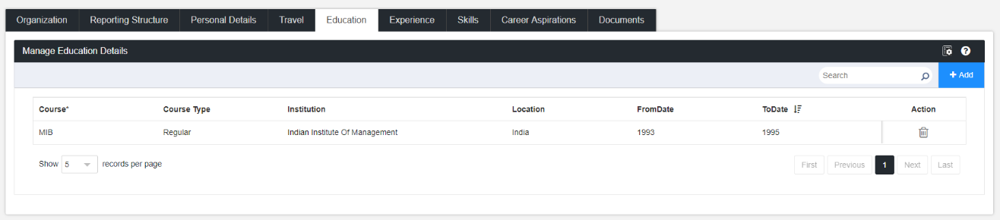 Organization Reporting Structure Personal Details Travel Education Experience Skills Career Aspirations Documents
Manage Education Details
Search + Add
Course* Course Type Institution Location FromDate ToDate Action
MIB Regular Indian Institute Of Management India 1993 1995
Show 5 records per page First Previous 1 Next Last